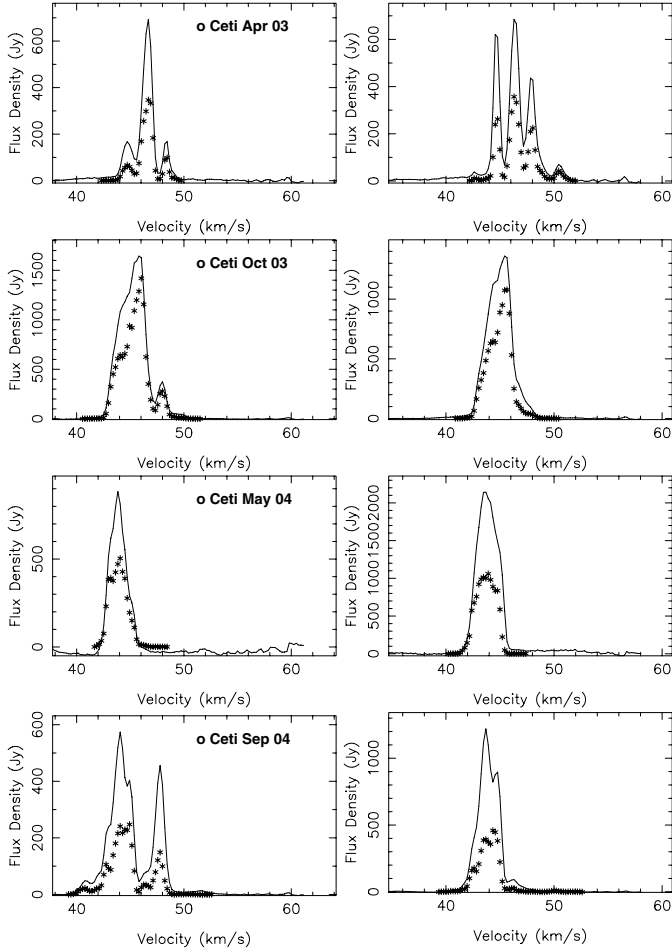 o Ceti Apr 03
Flux Density (Jy)
0 200 400 600
40 50 60
Velocity (km/s)
Flux Density (Jy)
0 200 400 600
40 50 60
Velocity (km/s)
o Ceti Oct 03
Flux Density (Jy)
0 500 1000 1500
40 50 60
Velocity (km/s)
Flux Density (Jy)
0 500 1000
40 50 60
Velocity (km/s)
o Ceti May 04
Flux Density (Jy)
0 500
40 50 60
Velocity (km/s)
Flux Density (Jy)
0 500 1000 1500 2000
40 50 60
Velocity (km/s)
o Ceti Sep 04
Flux Density (Jy)
0 200 400 600
40 50 60
Velocity (km/s)
Flux Density (Jy)
0 500 1000
40 50 60
Velocity (km/s)